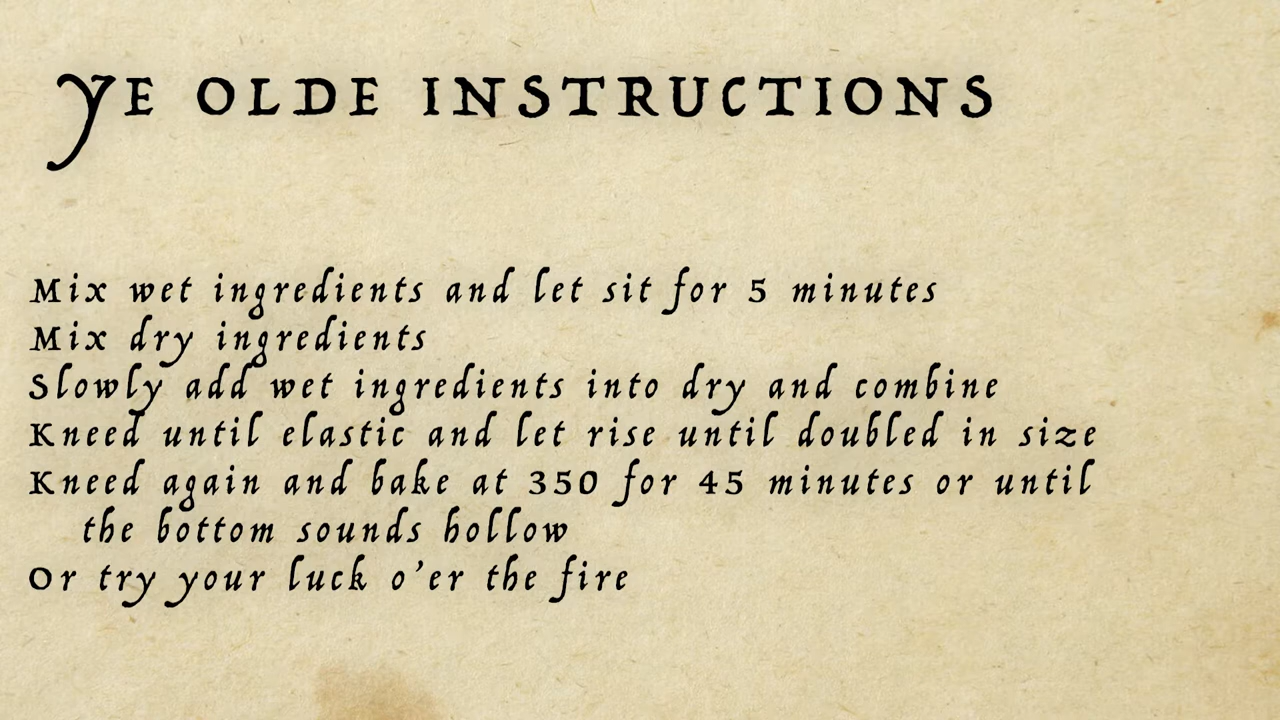 YE OLDE INSTRUCTIONS
Mix wet ingredients and let sit for 5 minutes
Mix dry ingredients
Slowly add wet ingredients into dry and combine
Kneed until elastic and let rise until doubled in size
Kneed again and bake at 350 for 45 minutes or until
the bottom sounds hollow
Or try your luck o'er the fire